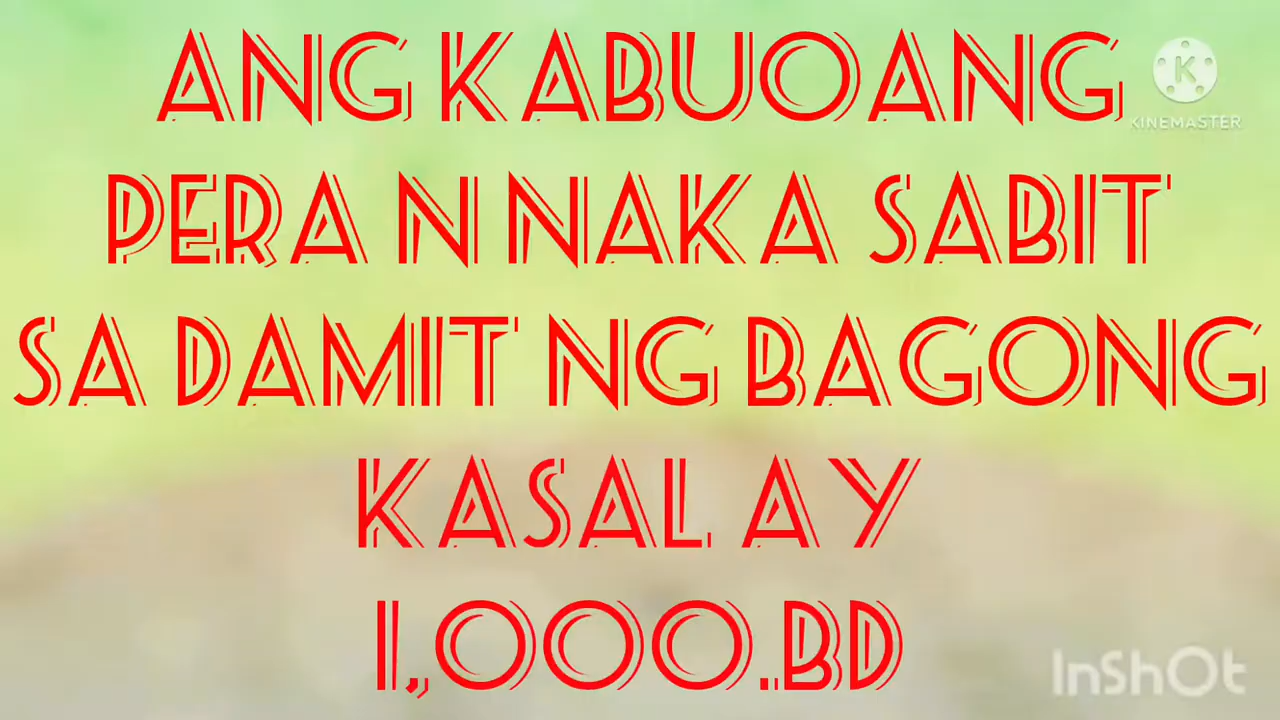 ANG KABUOANG
KINEMASTER
PERA N NAKA SABIT
SA DAMIT NG BAGONG
KASAL AY
1,,000..BD
InShOt